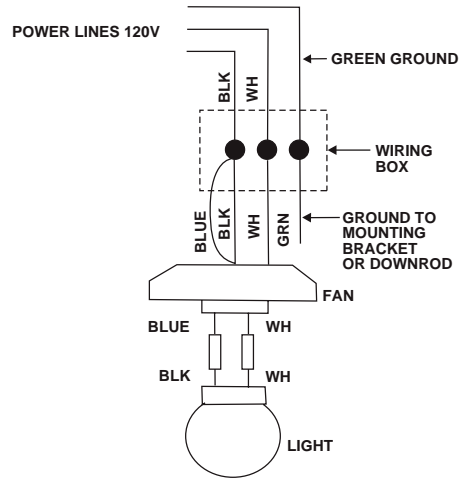 POWER LINES 120V
GREEN GROUND
BLK
WH
WIRING
BOX
BLUE
BLK
WH
GRN
GROUND TO
MOUNTING
BRACKET
OR DOWNROD
FAN
BLUE
WH
BLK
WH
LIGHT